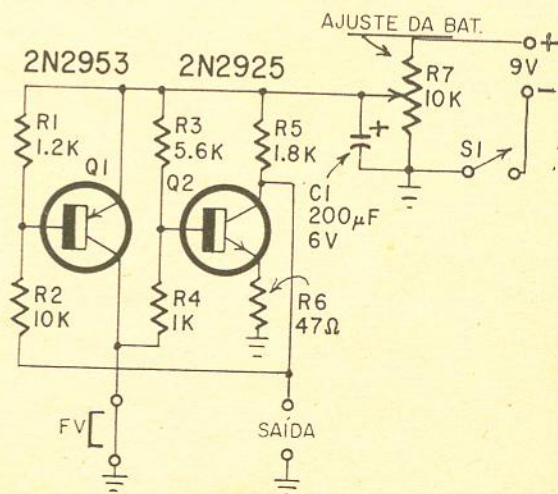 AJUSTE DA BAT.
2N2953 2N2925
R1
1.2K
Q1
R2
10K
R3
5.6K
Q2
R4
1K
R5
1.8K
R6
47Ω
C1
200µF
6V
+
R7
10K
+
9V
-
S1
FV
SAÍDA